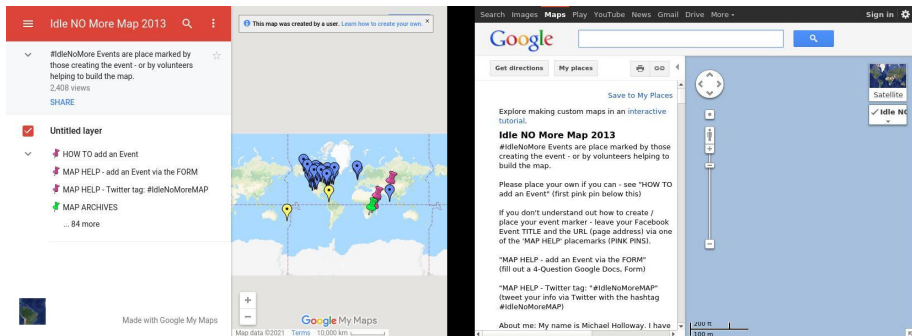 Idle NO More Map 2013
#IdleNoMore Events are place marked by
those creating the event - or by volunteers
helping to build the map.
2,408 views
SHARE
Untitled layer
HOW TO add an Event
MAP HELP - add an Event via the FORM
MAP HELP - Twitter tag: #IdleNoMoreMAP
MAP ARCHIVES
... 84 more
Made with Google My Maps
This map was created by a user. Learn how to create your own.
Google My Maps
Map data ©2021 Terms 10,000 km
Search Images Maps Play YouTube News Gmail Drive More
Sign in
Google
Get directions My places
Save to My Places
Explore making custom maps in an interactive
tutorial.
Idle NO More Map 2013
#IdleNoMore Events are place marked by those
creating the event - or by volunteers helping to
build the map.
Please place your own if you can - see "HOW TO
add an Event" (first pink pin below this)
If you don't understand out how to create /
place your event marker - leave your Facebook
Event TITLE and the URL (page address) via one
of the 'MAP HELP' placemarks (PINK PINS).
"MAP HELP - add an Event via the FORM"
(fill out a 4-Question Google Docs, Form)
"MAP HELP - Twitter tag: "#IdleNoMoreMAP"
(tweet your info via Twitter with the hashtag
#IdleNoMoreMAP)
About me: My name is Michael Holloway. I have
Satellite
Idle NO
200 ft
100 m